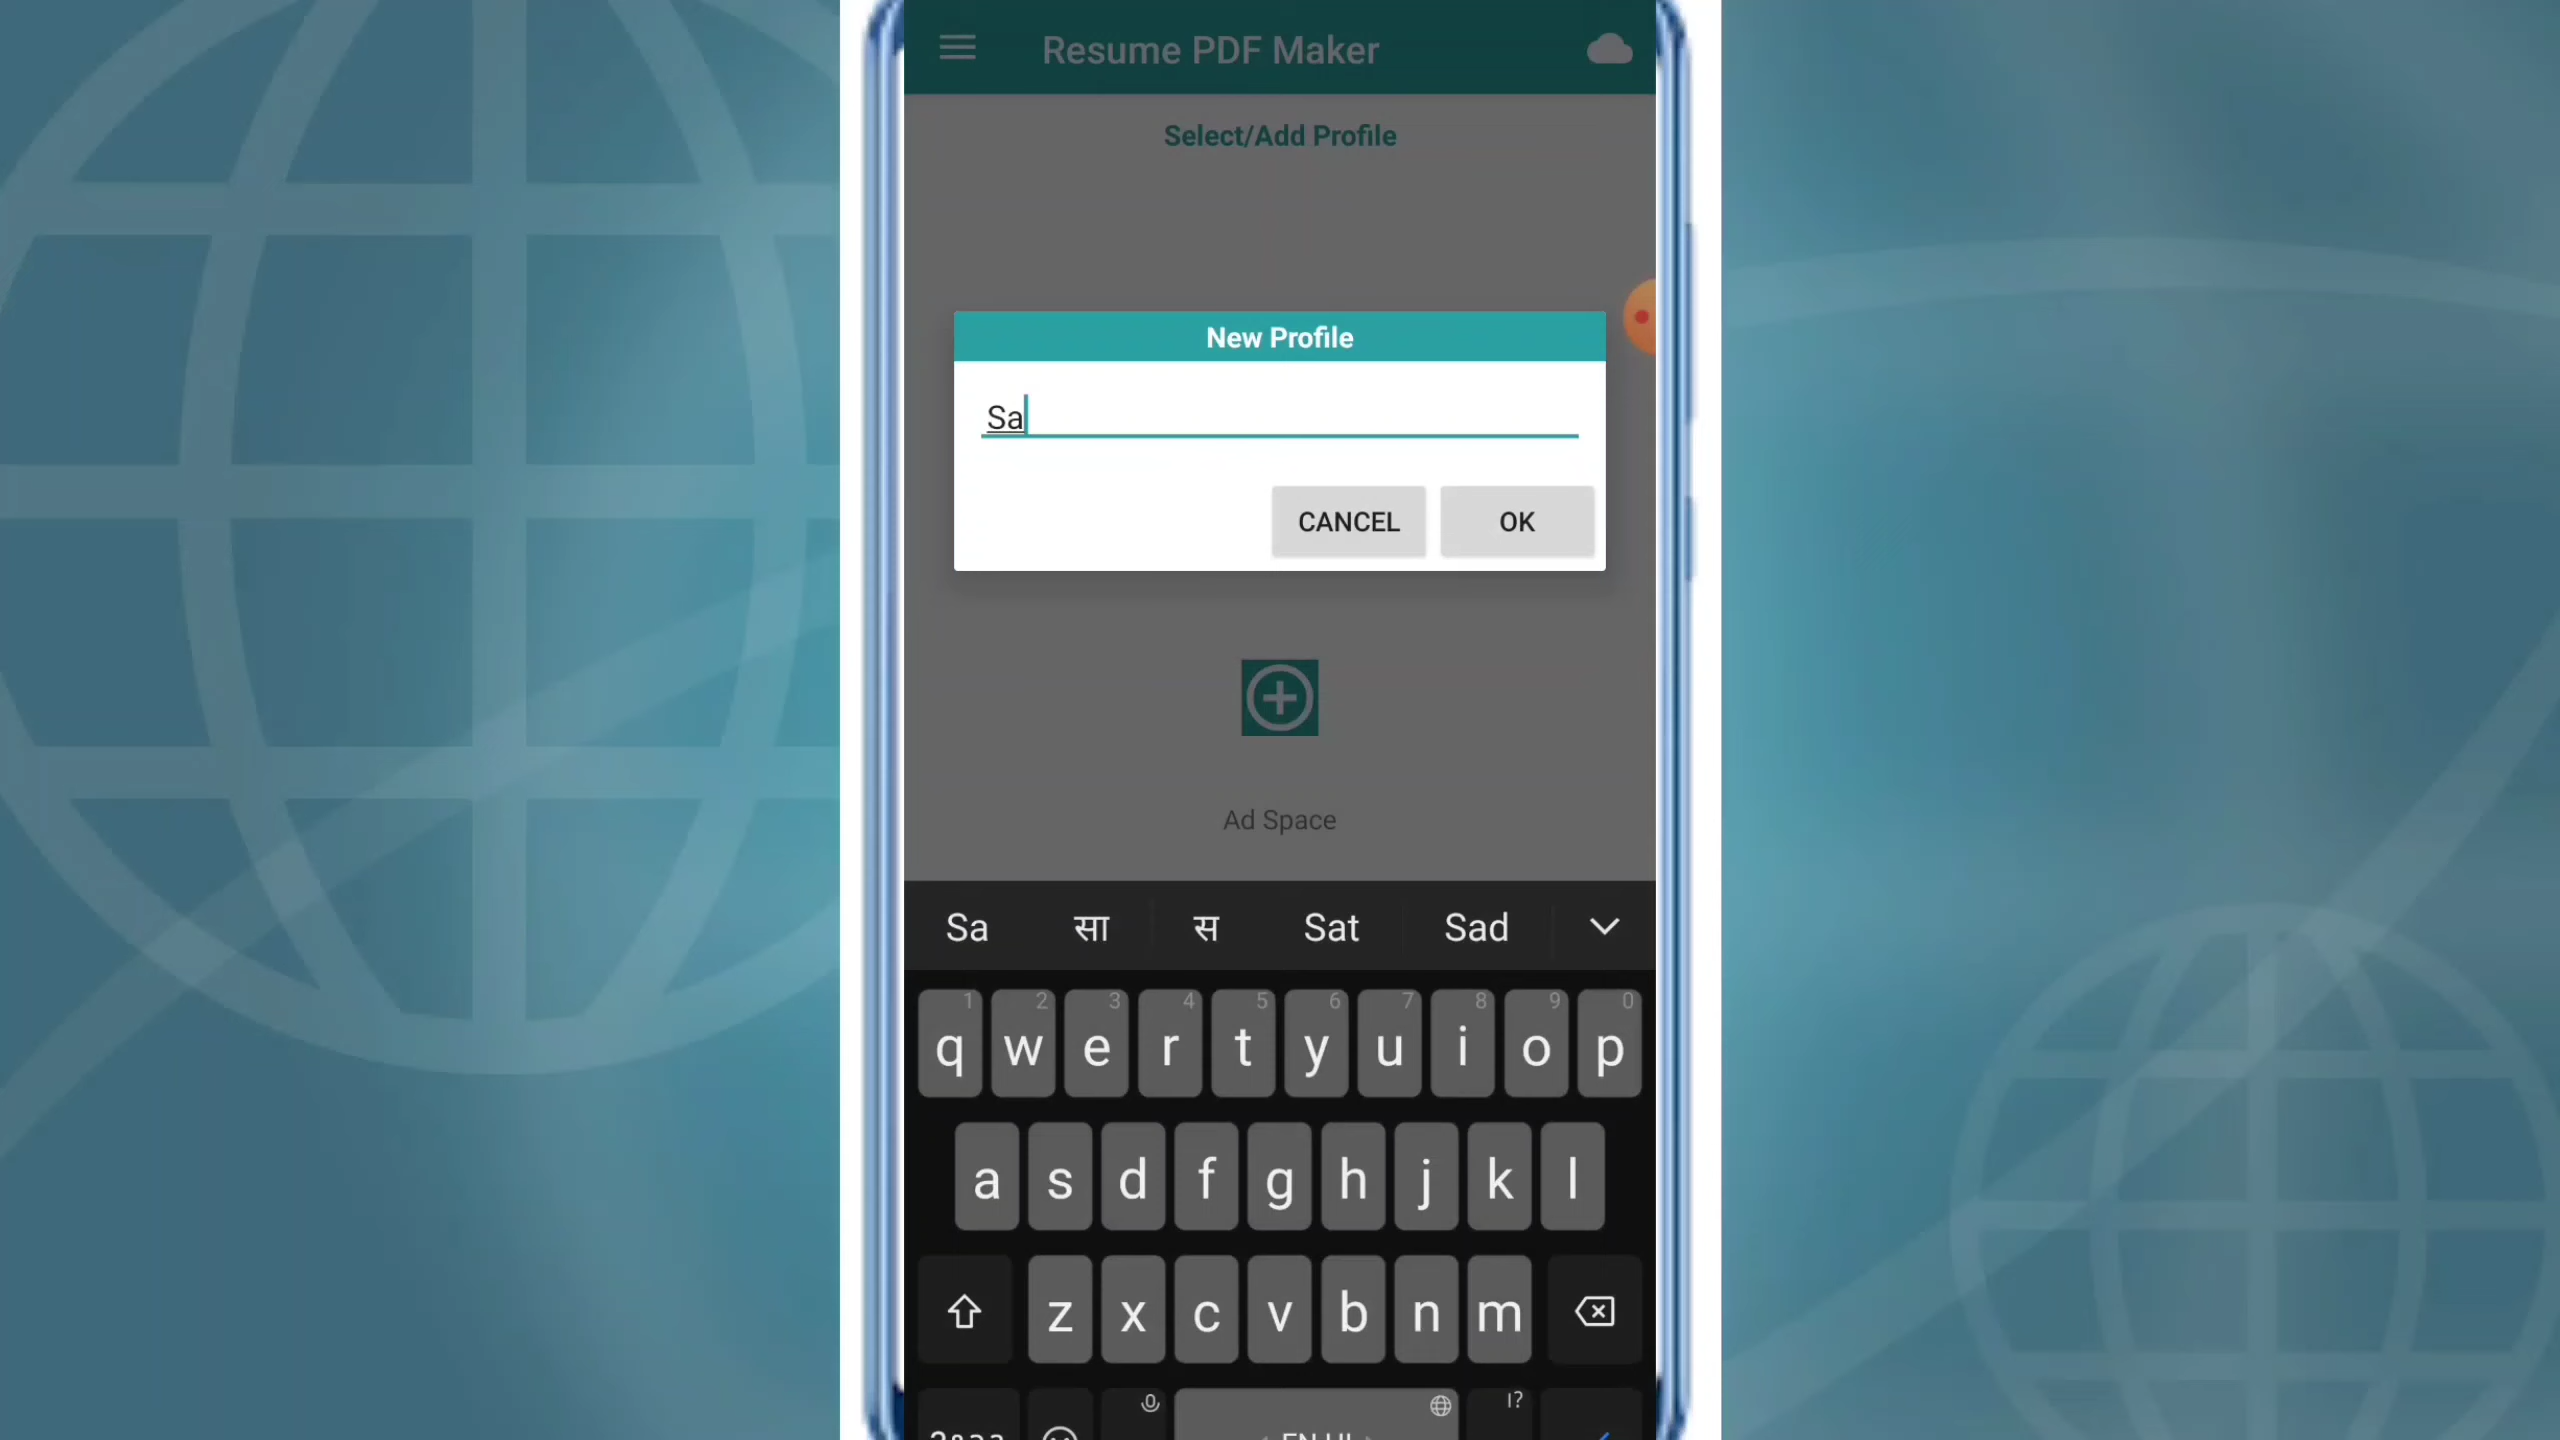 Resume PDF Maker
Select/Add Profile
New Profile
Sa
CANCEL OK
Ad Space
Sa सा स Sat Sad
1 2 3 4 5 6 7 8 9 0
q w e r t y u i o p
a s d f g h j k l
z x c v b n m
!?